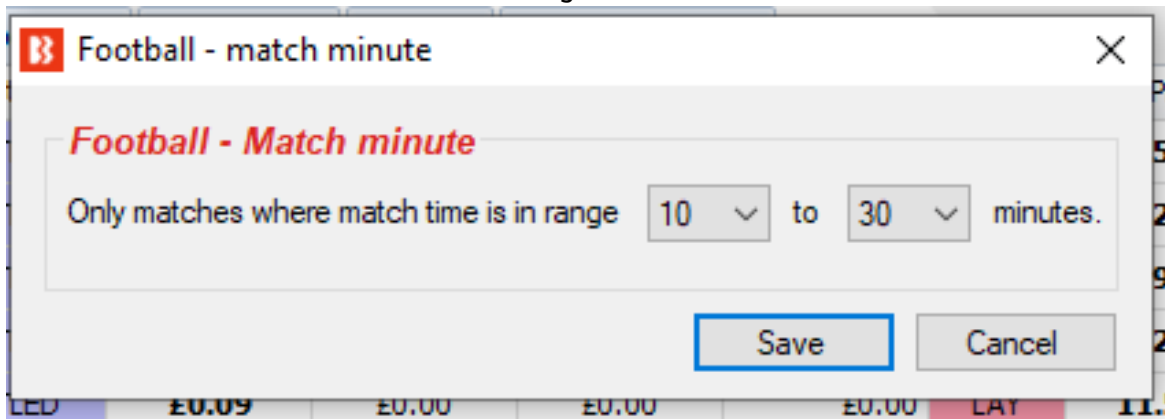 Football - match minute
Football - Match minute
Only matches where match time is in range 10 to 30 minutes.
Save Cancel
£0.09 £0.00 £0.00 £0.00 LAY